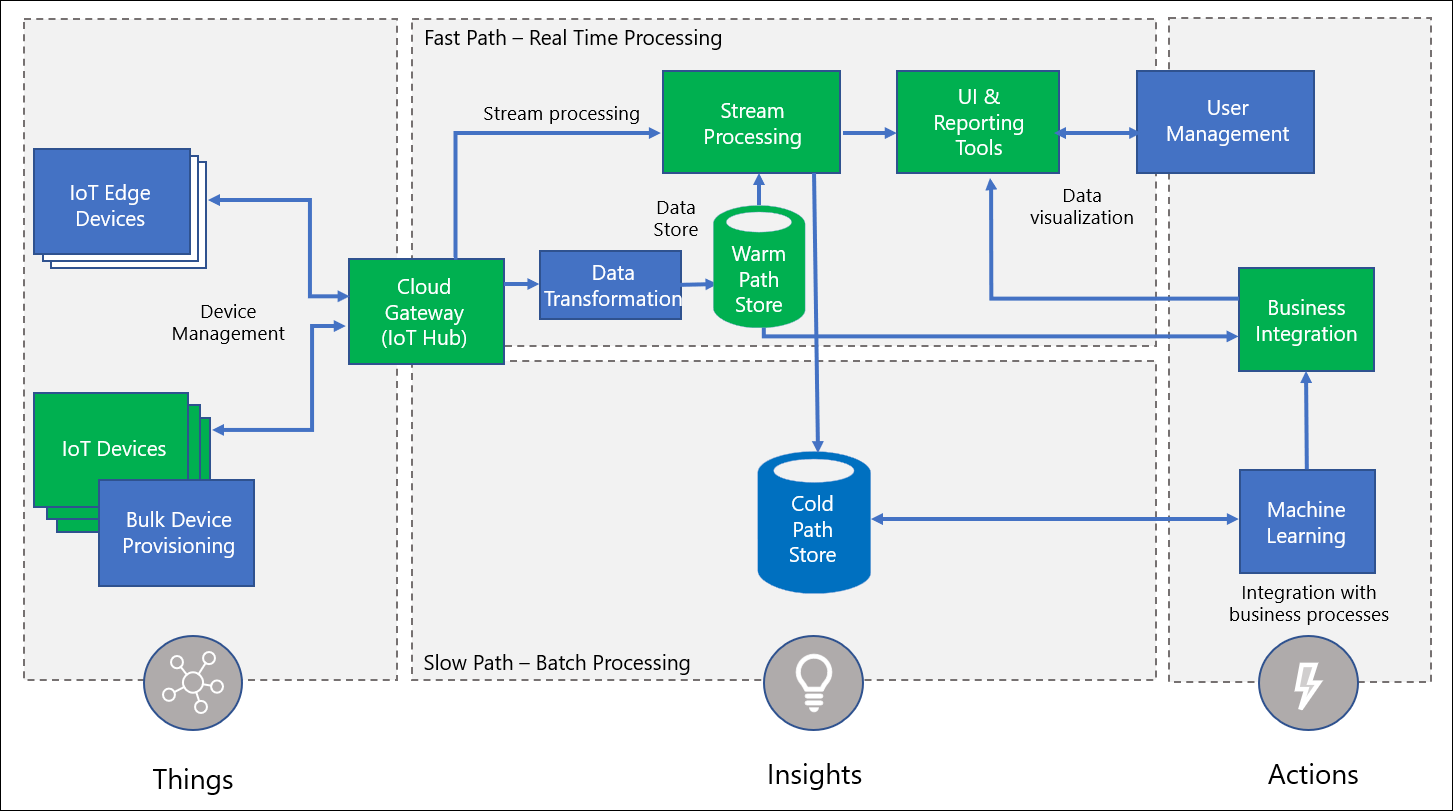 Fast Path – Real Time Processing
Stream processing
Stream
Processing
UI &
Reporting
Tools
User
Management
IoT Edge
Devices
Data
Store
Data
visualization
Device
Management
Cloud
Gateway
(IoT Hub)
Data
Transformation
Warm
Path
Store
Business
Integration
IoT Devices
Bulk Device
Provisioning
Cold
Path
Store
Machine
Learning
Integration with
business processes
Slow Path – Batch Processing
Things
Insights
Actions